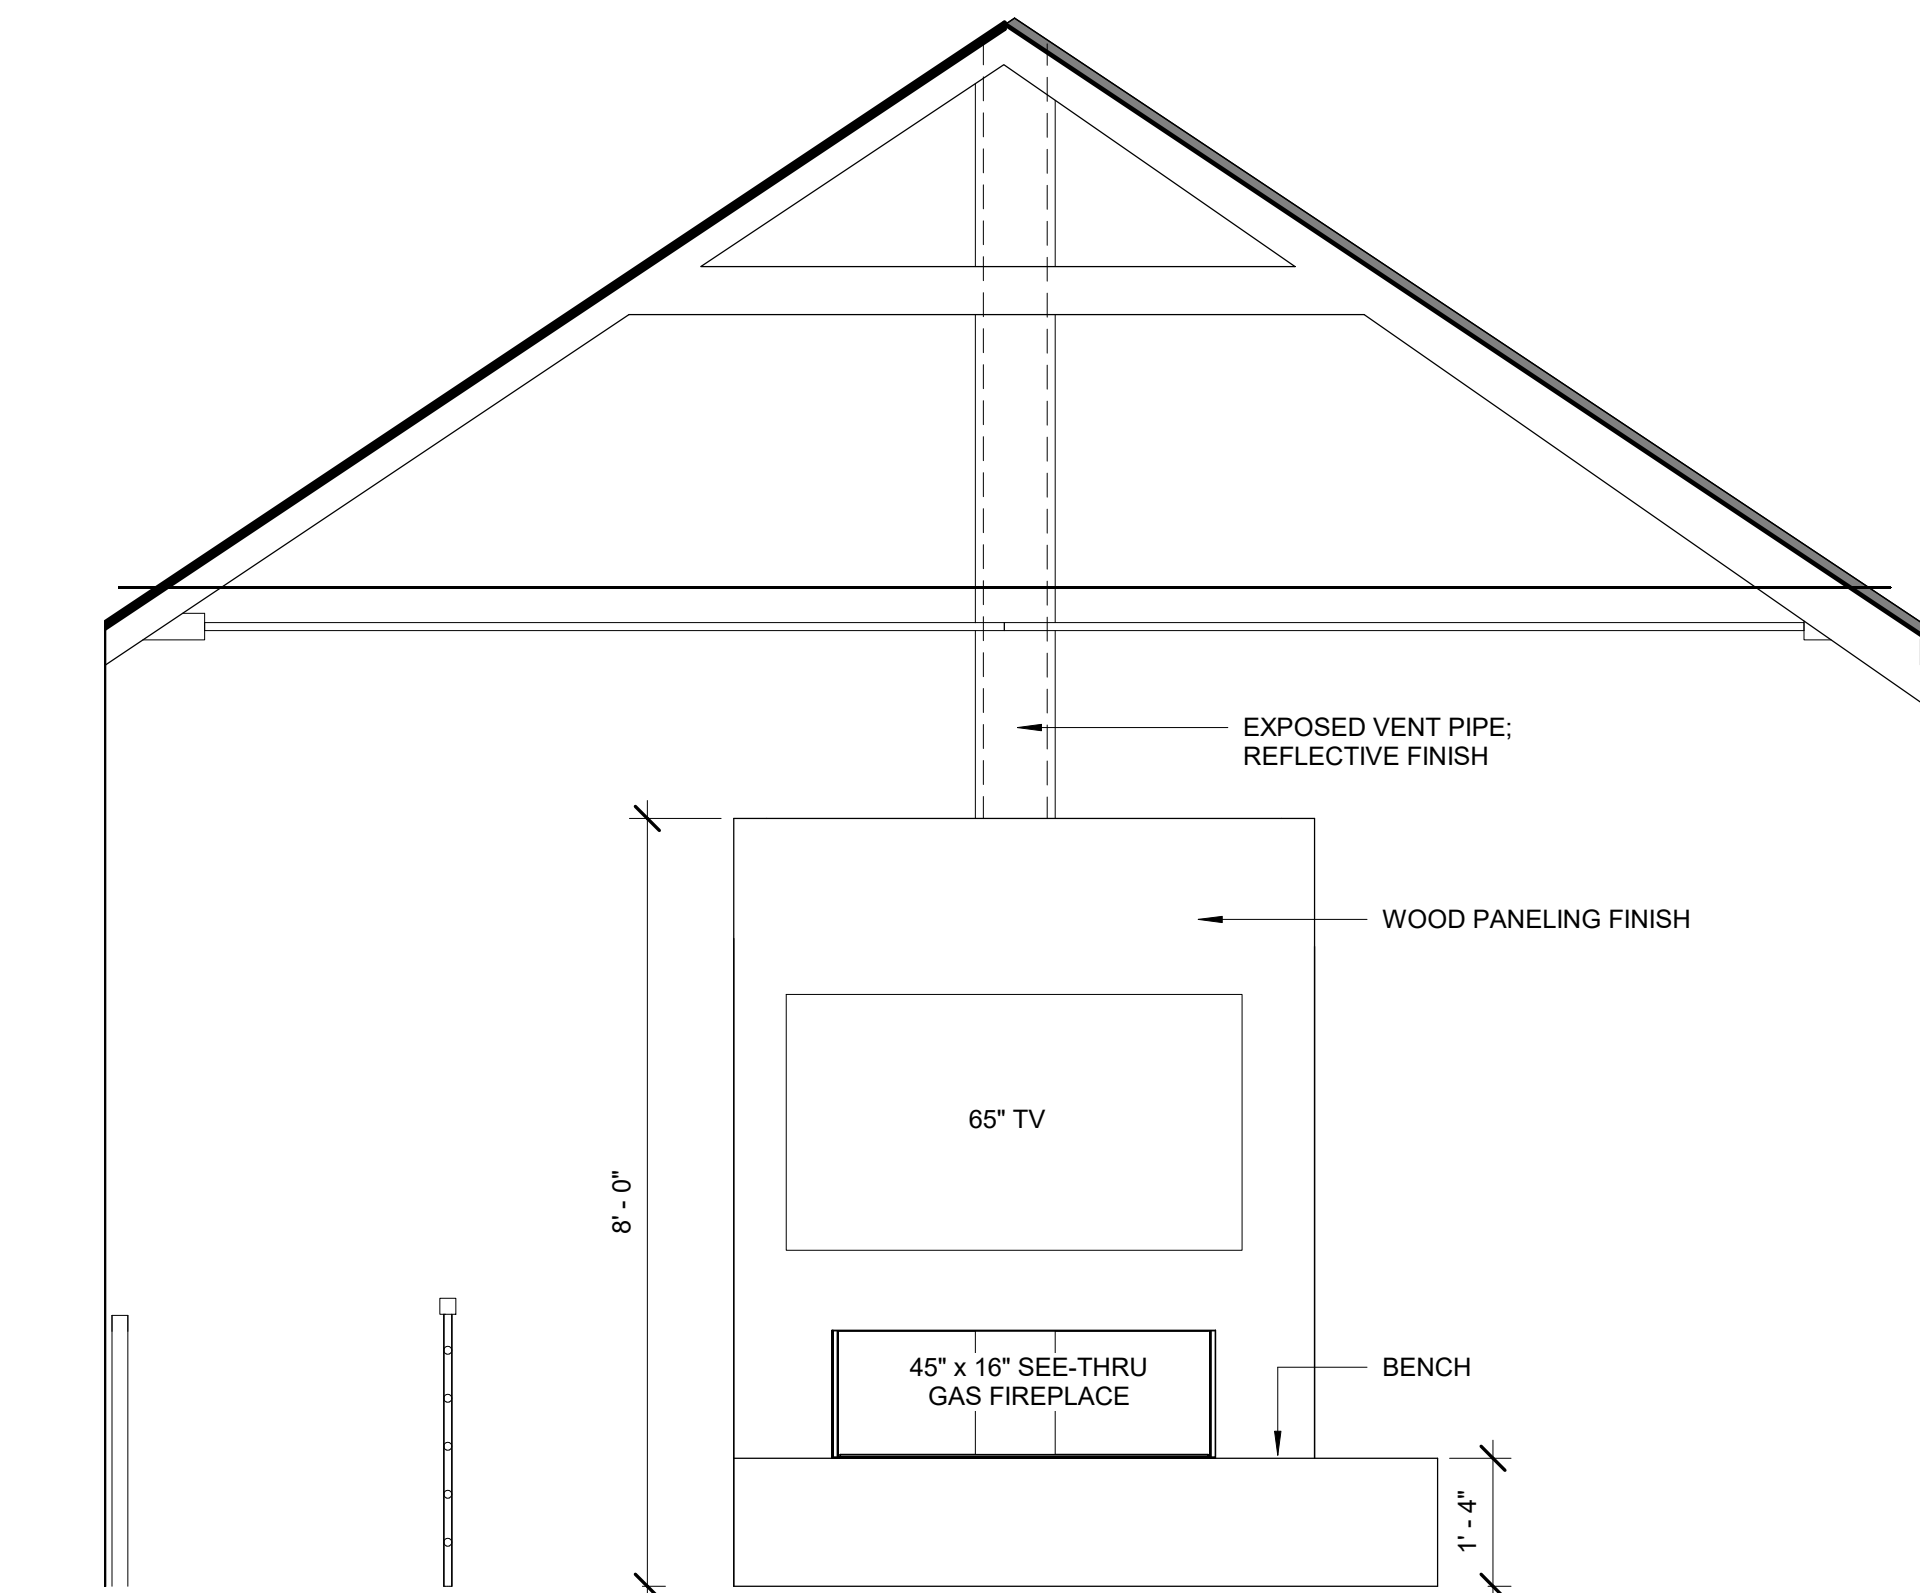 EXPOSED VENT PIPE;
REFLECTIVE FINISH
WOOD PANELING FINISH
65" TV
8' - 0"
45" x 16" SEE-THRU
GAS FIREPLACE
BENCH
1' - 4"